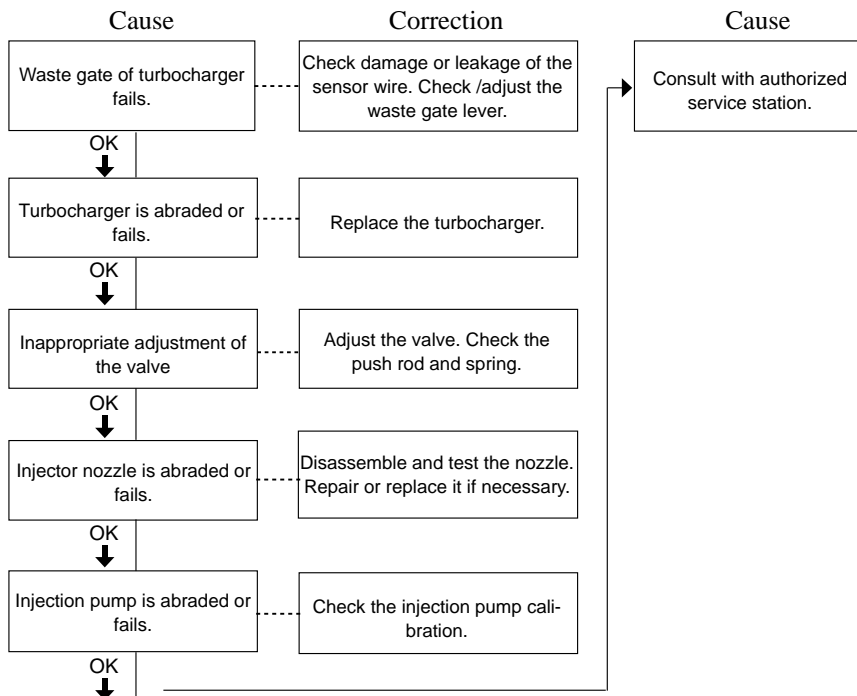 Cause
Correction
Cause
Waste gate of turbocharger
fails.
Check damage or leakage of the
sensor wire. Check /adjust the
waste gate lever.
Consult with authorized
service station.
OK
Turbocharger is abraded or
fails.
Replace the turbocharger.
OK
Inappropriate adjustment of
the valve
Adjust the valve. Check the
push rod and spring.
OK
Injector nozzle is abraded or
fails.
Disassemble and test the nozzle.
Repair or replace it if necessary.
OK
Injection pump is abraded or
fails.
Check the injection pump cali-
bration.
OK